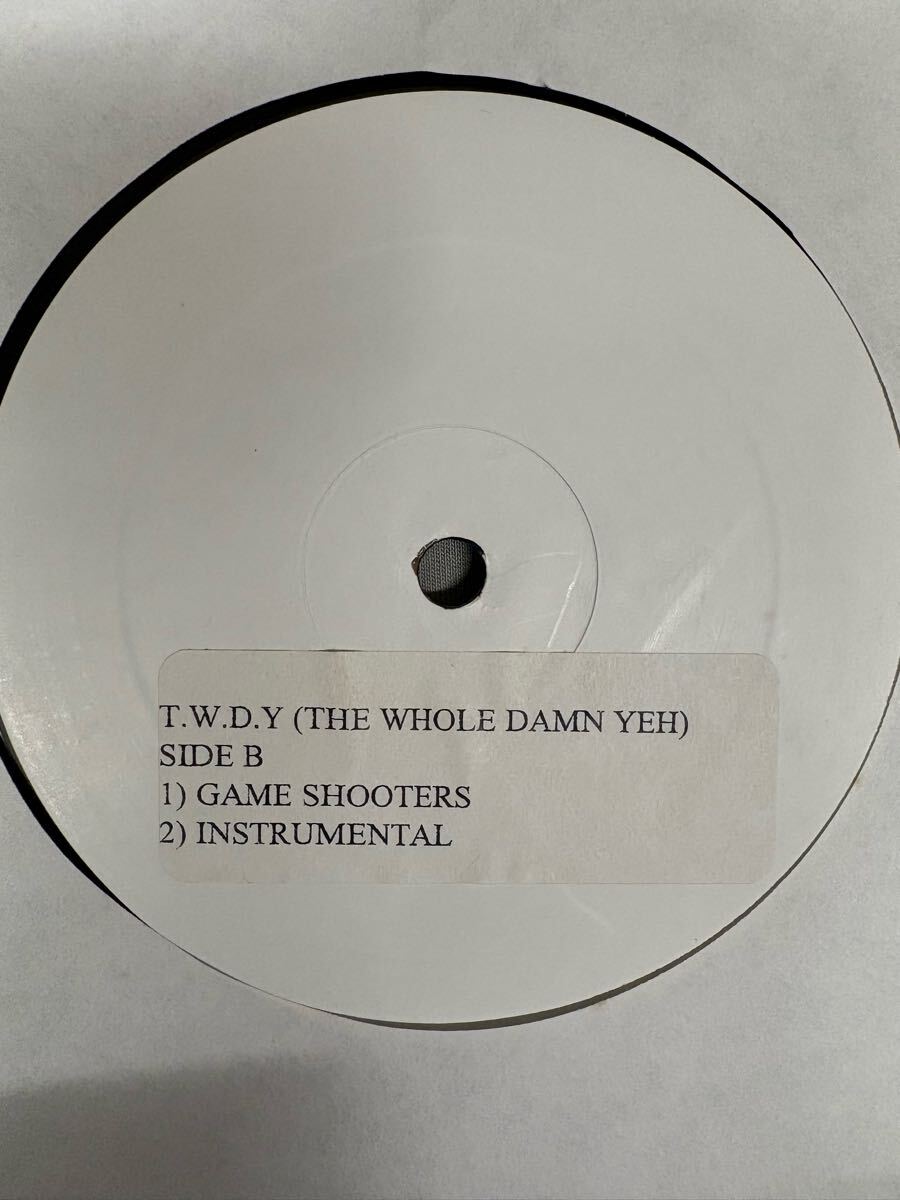 T.W.D.Y (THE WHOLE DAMN YEH)
SIDE B
1) GAME SHOOTERS
2) INSTRUMENTAL